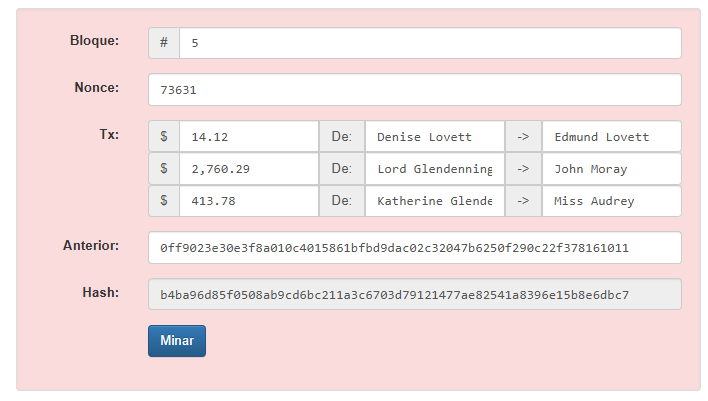 Bloque: # 5
Nonce: 73631
Tx: $ 14.12 De: Denise Lovett -> Edmund Lovett
$ 2,760.29 De: Lord Glendenning -> John Moray
$ 413.78 De: Katherine Glende -> Miss Audrey
Anterior: 0ff9023e30e3f8a010c4015861bfbd9dac02c32047b6250f290c22f378161011
Hash: b4ba96d85f0508ab9cd6bc211a3c6703d79121477ae82541a8396e15b8e6dbc7
Minar